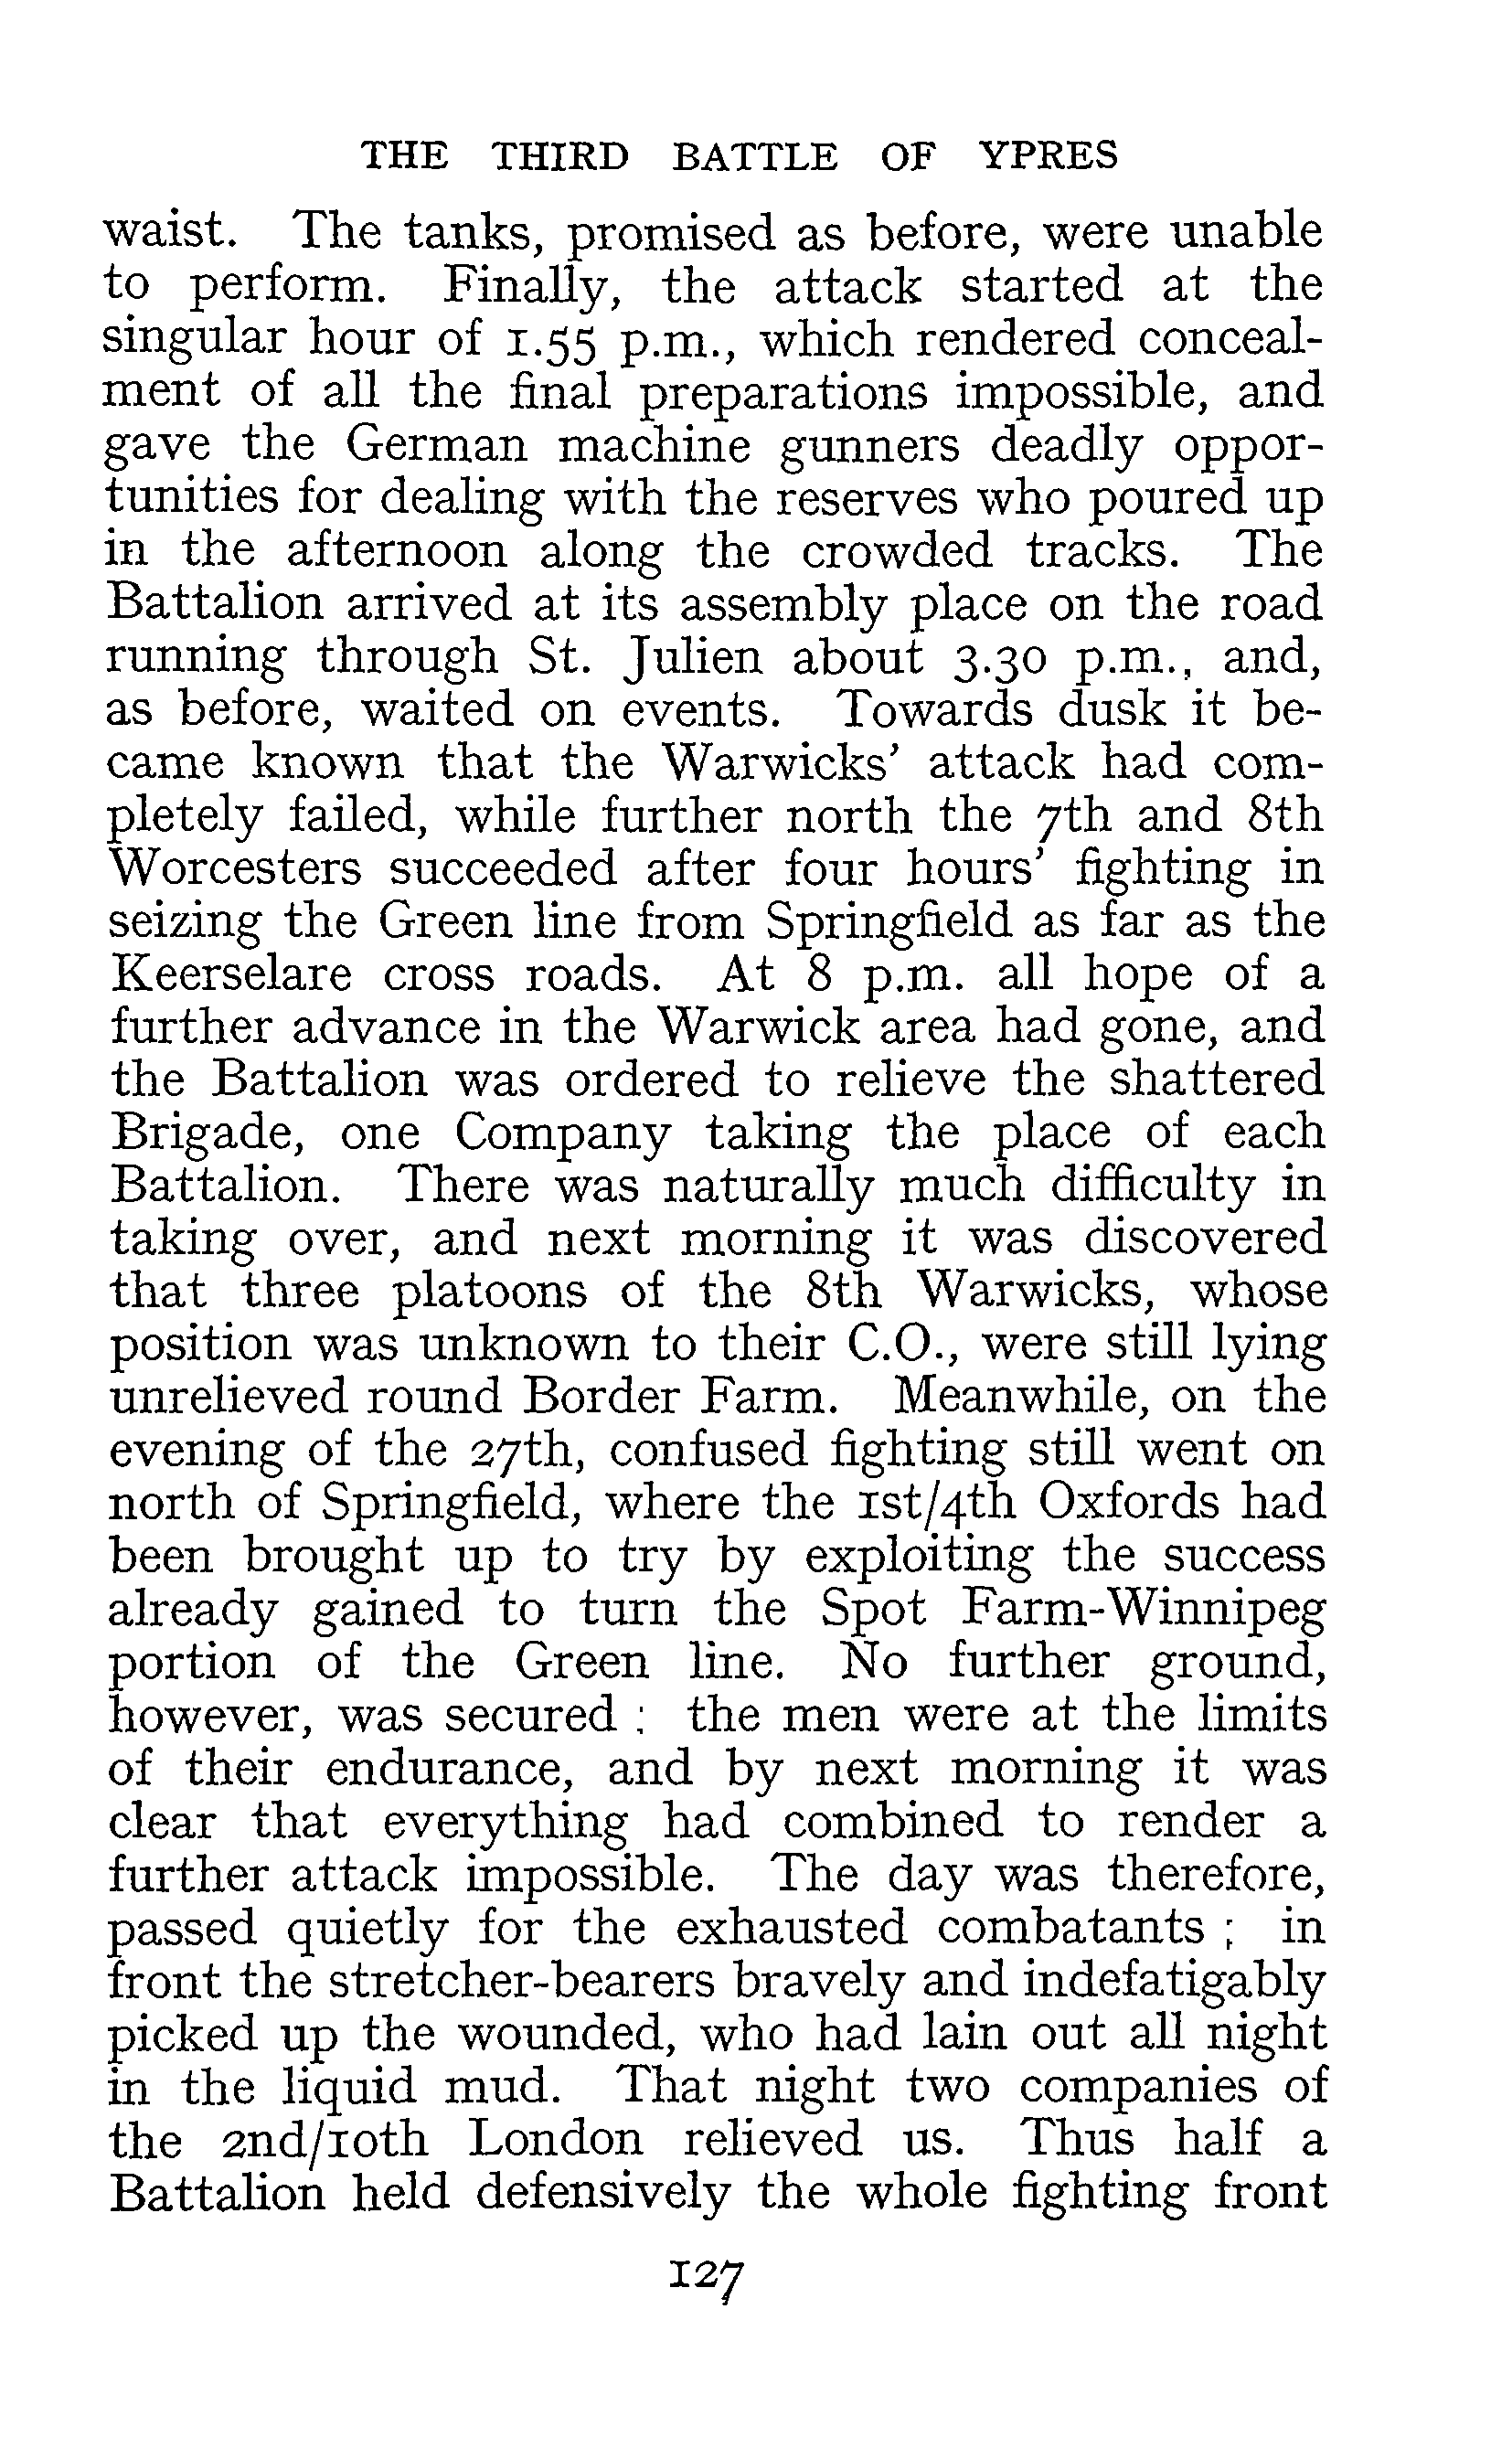 THE THIRD BATTLE OF YPRES
waist. The tanks, promised as before, were unable
to perform. Finally, the attack started at the
singular hour of 1.55 p.m., which rendered conceal-
ment of all the final preparations impossible, and
gave the German machine gunners deadly oppor-
tunities for dealing with the reserves who poured up
in the afternoon along the crowded tracks. The
Battalion arrived at its assembly place on the road
running through St. Julien about 3.30 p.m., and,
as before, waited on events. Towards dusk it be-
came known that the Warwicks' attack had com-
pletely failed, while further north the 7th and 8th
Worcesters succeeded after four hours' fighting in
seizing the Green line from Springfield as far as the
Keerselare cross roads. At 8 p.m. all hope of a
further advance in the Warwick area had gone, and
the Battalion was ordered to relieve the shattered
Brigade, one Company taking the place of each
Battalion. There was naturally much difficulty in
taking over, and next morning it was discovered
that three platoons of the 8th Warwicks, whose
position was unknown to their C.O., were still lying
unrelieved round Border Farm. Meanwhile, on the
evening of the 27th, confused fighting still went on
north of Springfield, where the 1st/4th Oxfords had
been brought up to try by exploiting the success
already gained to turn the Spot Farm-Winnipeg
portion of the Green line. No further ground,
however, was secured : the men were at the limits
of their endurance, and by next morning it was
clear that everything had combined to render a
further attack impossible. The day was therefore,
passed quietly for the exhausted combatants ; in
front the stretcher-bearers bravely and indefatigably
picked up the wounded, who had lain out all night
in the liquid mud. That night two companies of
the 2nd/10th London relieved us. Thus half a
Battalion held defensively the whole fighting front
127